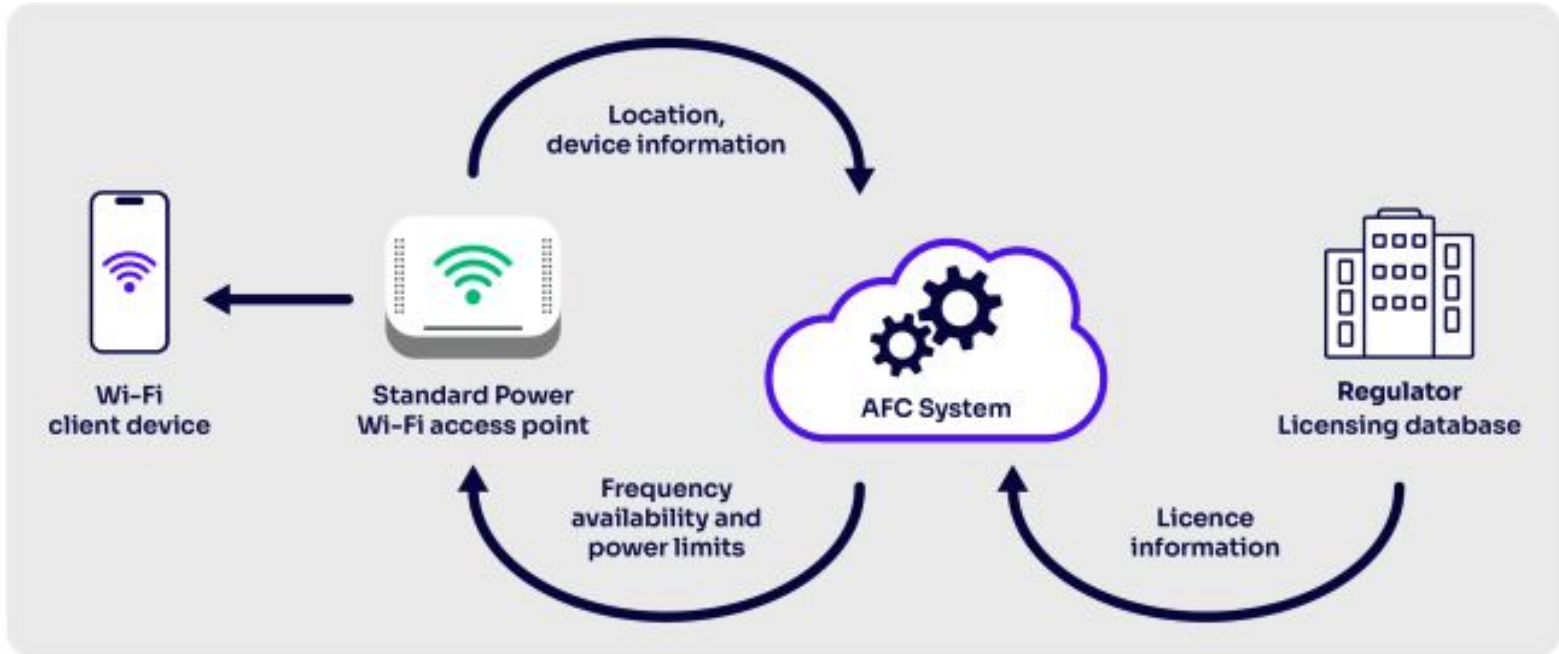 Location,
device information
Wi-Fi
client device
Standard Power
Wi-Fi access point
AFC System
Regulator
Licensing database
Frequency
availability and
power limits
Licence
information